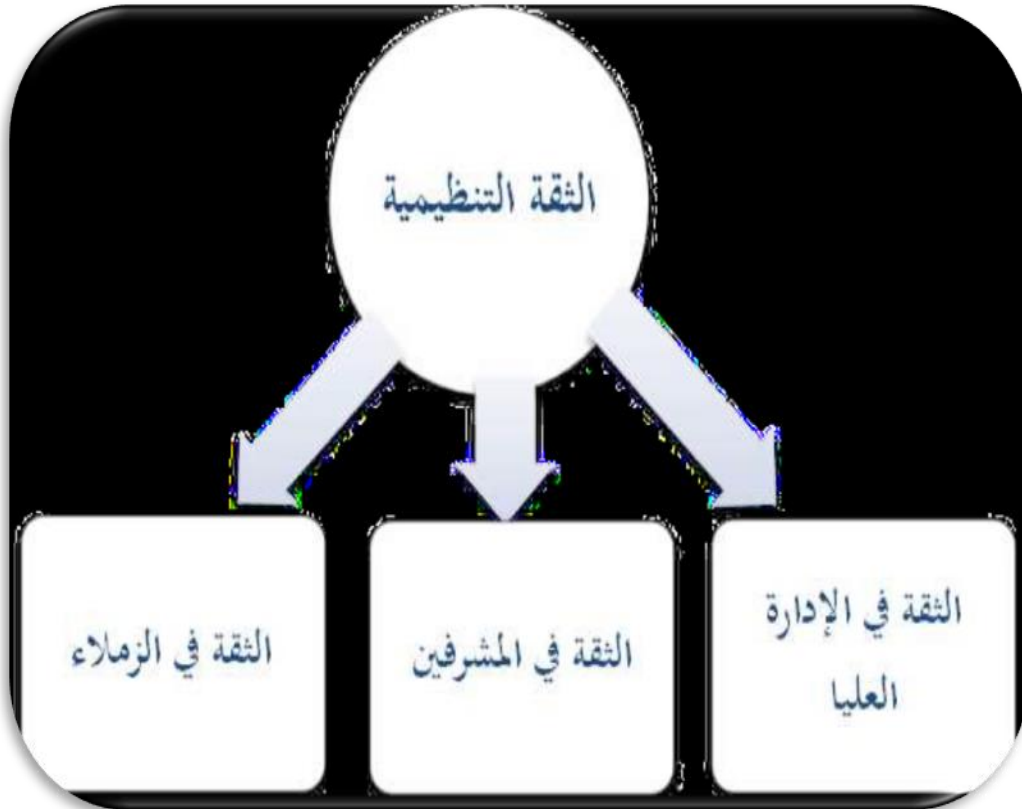 الثقة التنظيمية
الثقة في الإدارة
العليا
الثقة في المشرفين
الثقة في الزملاء